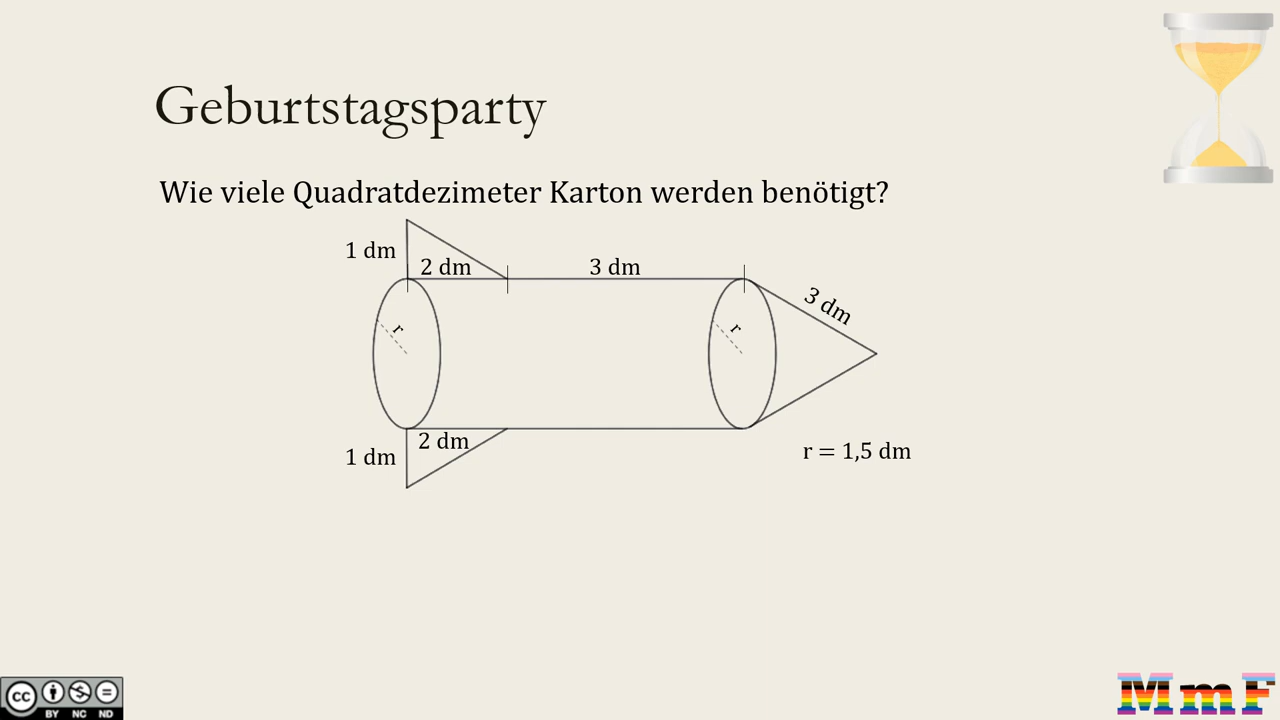 Geburtstagsparty
Wie viele Quadratdezimeter Karton werden benötigt?
1 dm
2 dm
3 dm
3 dm
r
r
2 dm
1 dm
r = 1,5 dm
cc
BY NC ND
MmF